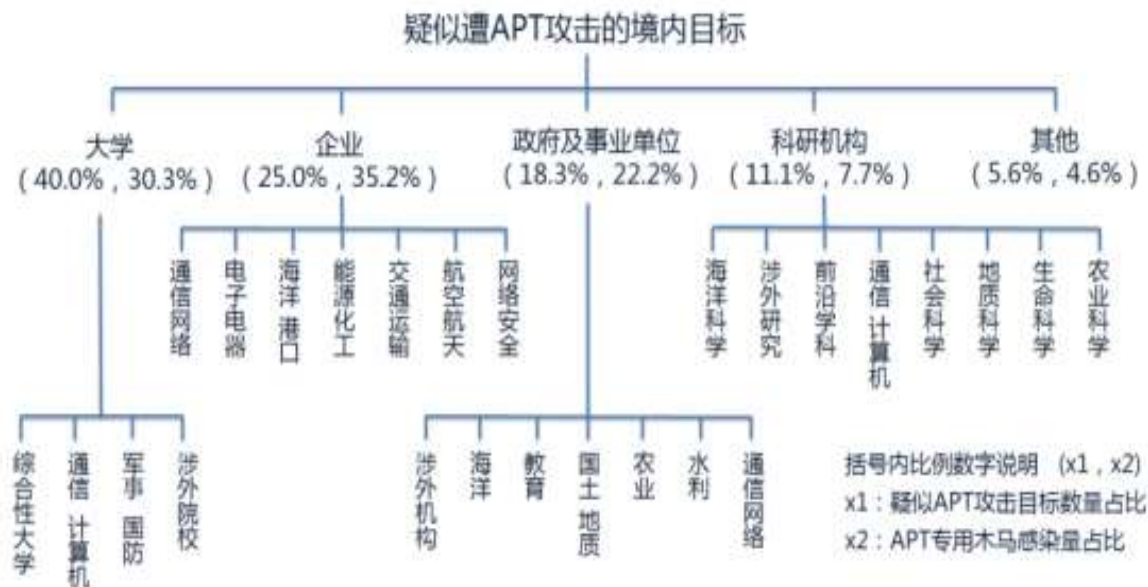 疑似遭APT攻击的境内目标
大学
(40.0%,30.3%)
企业
(25.0%,35.2%)
政府及事业单位
(18.3%,22.2%)
科研机构
(11.1%,7.7%)
其他
(5.6%,4.6%)
通信网络
电子电器
海洋 港口
能源化工
交通运输
航空航天
网络安全
海洋科学
涉外研究
前沿学科
通信 计算机
社会科学
地质科学
生命科学
农业科学
综合性大学
通信 计算机
军事 国防
涉外院校
涉外机构
海洋
教育
国土 地质
农业
水利
通信网络
括号内比例数字说明 (x1,x2)
x1:疑似APT攻击目标数量占比
x2:APT专用木马感染量占比